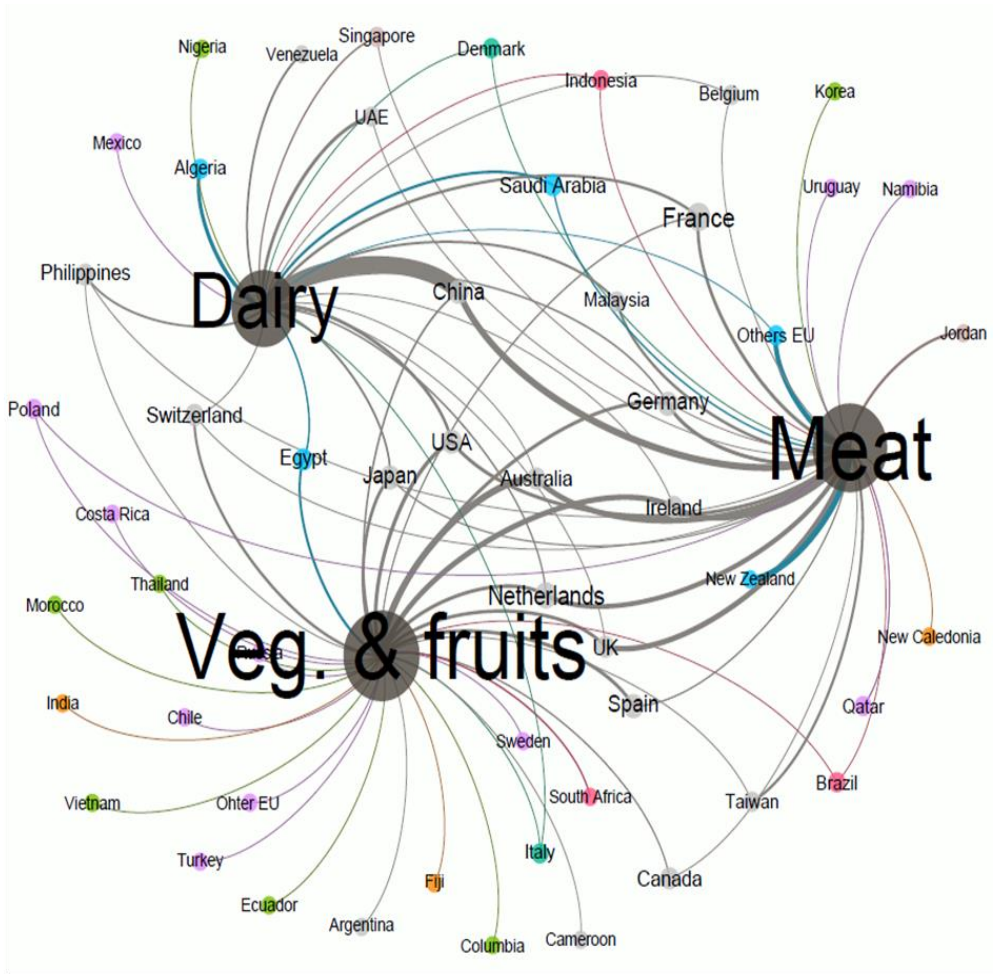 Nigeria
Venezuela
Singapore
Denmark
Indonesia
Belgium
Korea
UAE
Mexico
Algeria
Saudi Arabia
Uruguay
Namibia
France
Philippines
Dairy
China
Malaysia
Others EU
Jordan
Poland
Switzerland
Germany
USA
Egypt
Japan
Australia
Meat
Ireland
Costa Rica
Thailand
Morocco
Netherlands
New Zealand
New Caledonia
Veg. & fruits
Russia
UK
India
Chile
Spain
Qatar
Sweden
Vietnam
Ohter EU
South Africa
Brazil
Taiwan
Turkey
Italy
Fiji
Canada
Ecuador
Argentina
Columbia
Cameroon